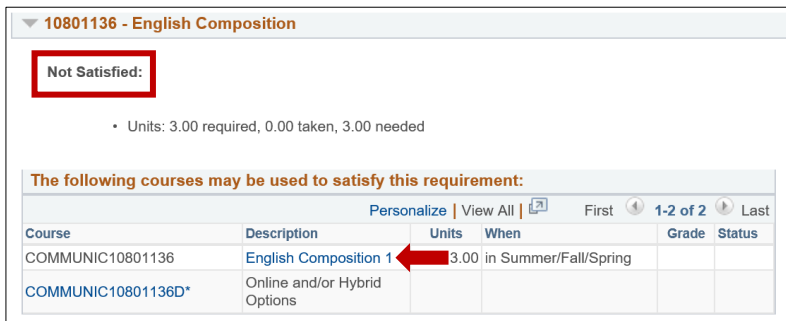 10801136 - English Composition
Not Satisfied:
• Units: 3.00 required, 0.00 taken, 3.00 needed
The following courses may be used to satisfy this requirement:
Personalize | View All | First 1-2 of 2 Last
Course Description Units When Grade Status
COMMUNIC10801136 English Composition 1 3.00 in Summer/Fall/Spring
COMMUNIC10801136D* Online and/or Hybrid
Options